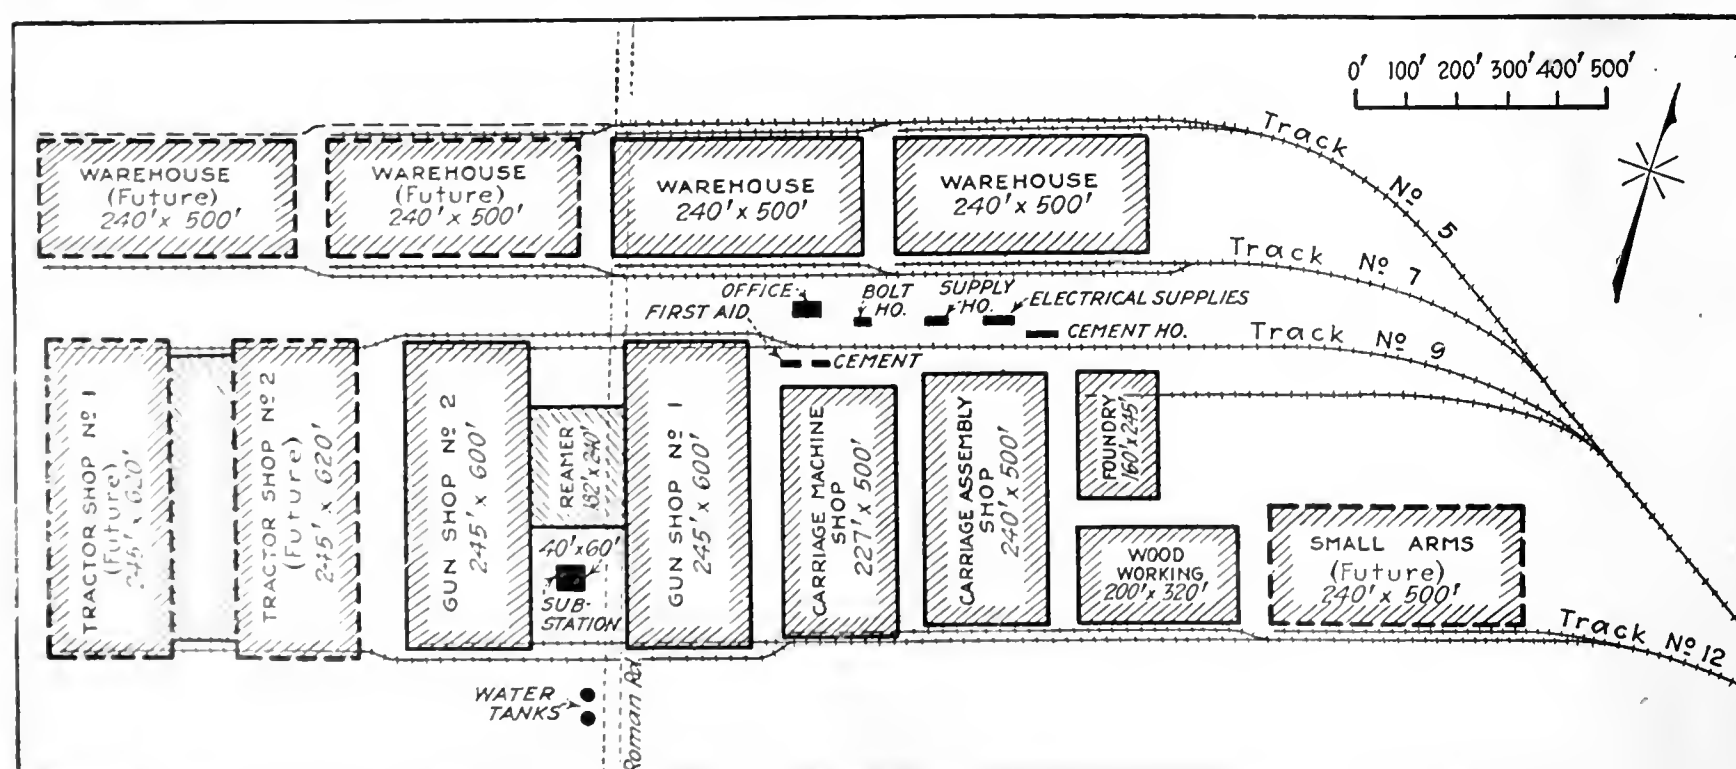 0' 100' 200' 300' 400' 500'
Track Nº 5
WAREHOUSE
(Future)
240' x 500'
WAREHOUSE
(Future)
240' x 500'
WAREHOUSE
240' x 500'
WAREHOUSE
240' x 500'
Track Nº 7
OFFICE
BOLT
HO.
SUPPLY
HO.
ELECTRICAL SUPPLIES
FIRST AID
CEMENT HO.
Track Nº 9
CEMENT
TRACTOR SHOP Nº 1
(Future)
245' x 620'
TRACTOR SHOP Nº 2
(Future)
245' x 620'
GUN SHOP Nº 2
245' x 600'
REAMER
182' x 240'
40' x 60'
SUB-
STATION
GUN SHOP Nº 1
245' x 600'
CARRIAGE MACHINE
SHOP
227' x 500'
CARRIAGE ASSEMBLY
SHOP
240' x 500'
FOUNDRY
160' x 245'
WOOD
WORKING
200' x 320'
SMALL ARMS
(Future)
240' x 500'
Track Nº 12
WATER
TANKS
Roman Rd